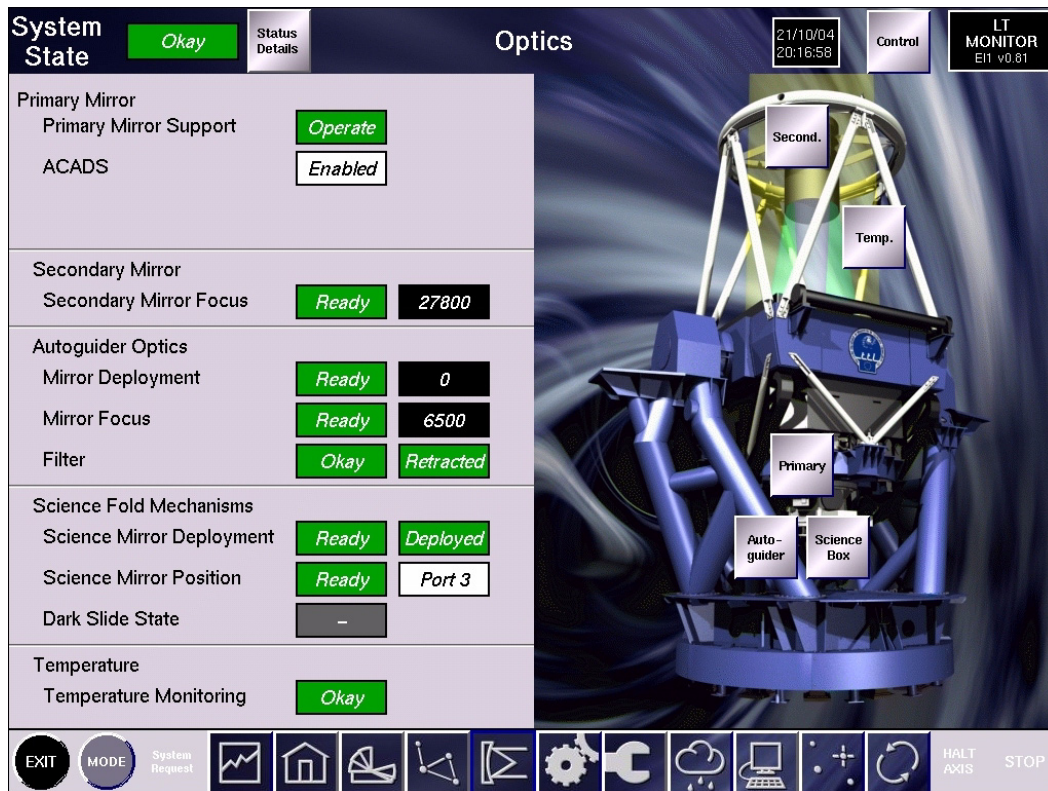 System
State
Okay
Status
Details
Optics
21/10/04
20:16:58
Control
LT
MONITOR
EI1 v0.81
Primary Mirror
Primary Mirror Support
Operate
ACADS
Enabled
Secondary Mirror
Secondary Mirror Focus
Ready
27800
Autoguider Optics
Mirror Deployment
Ready
0
Mirror Focus
Ready
6500
Filter
Okay
Retracted
Science Fold Mechanisms
Science Mirror Deployment
Ready
Deployed
Science Mirror Position
Ready
Port 3
Dark Slide State
–
Temperature
Temperature Monitoring
Okay
Second.
Temp.
Primary
Auto-
guider
Science
Box
EXIT
MODE
System
Request
HALT
AXIS
STOP